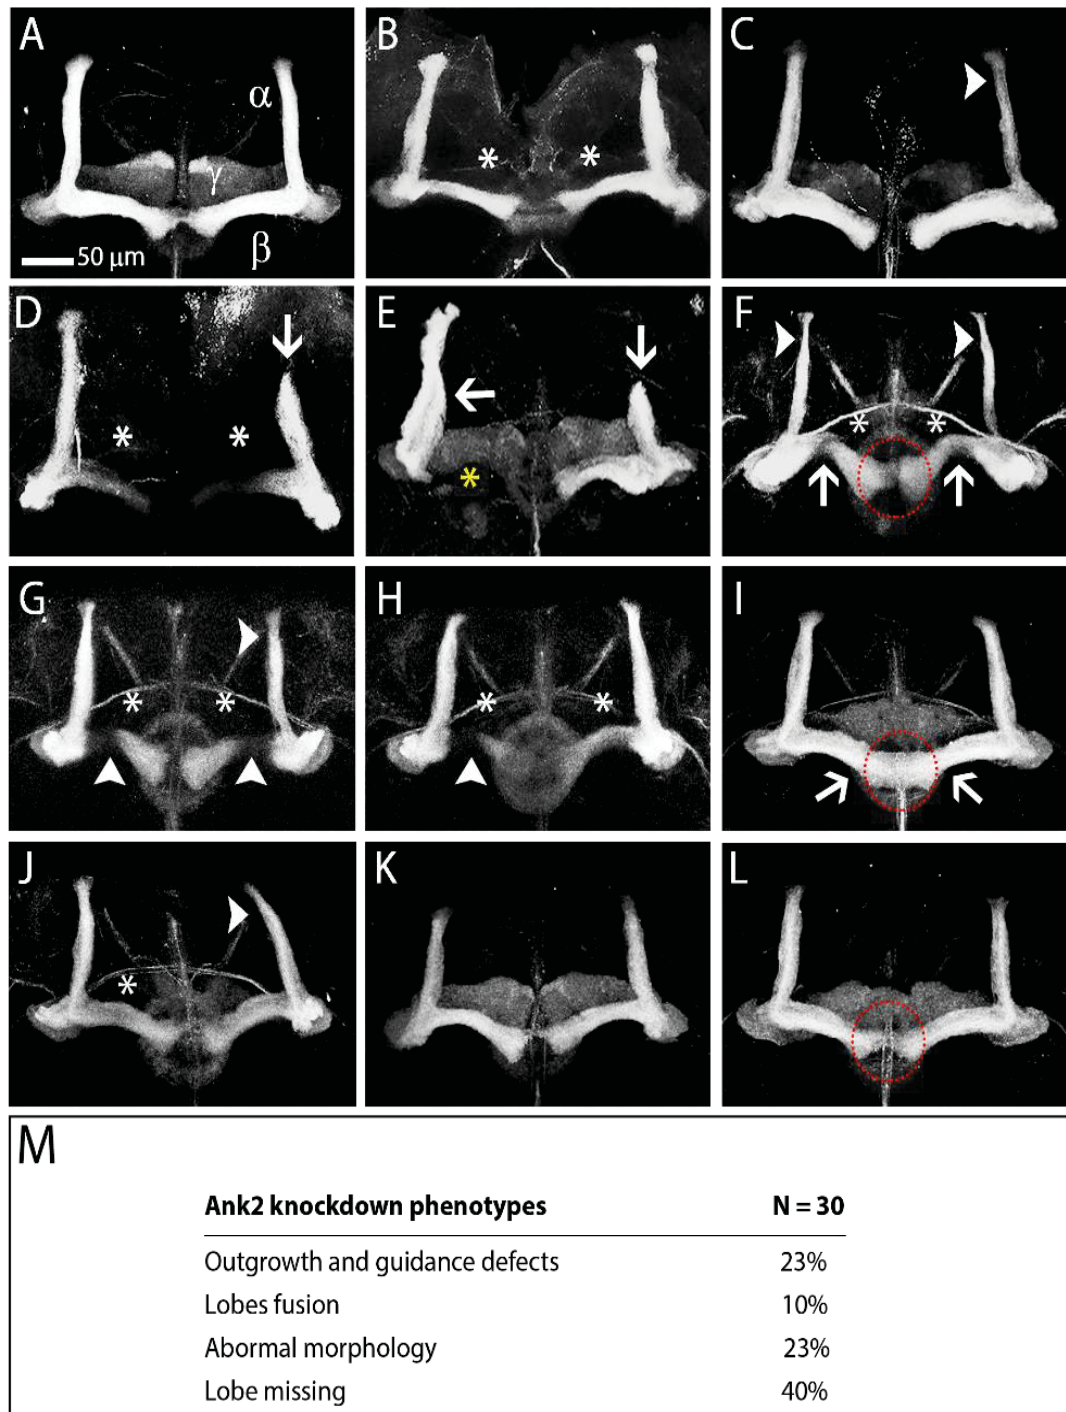 A
B
C
α
γ
β
50 μm
D
E
F
G
H
I
J
K
L
M
Ank2 knockdown phenotypes N = 30
Outgrowth and guidance defects 23%
Lobes fusion 10%
Abormal morphology 23%
Lobe missing 40%